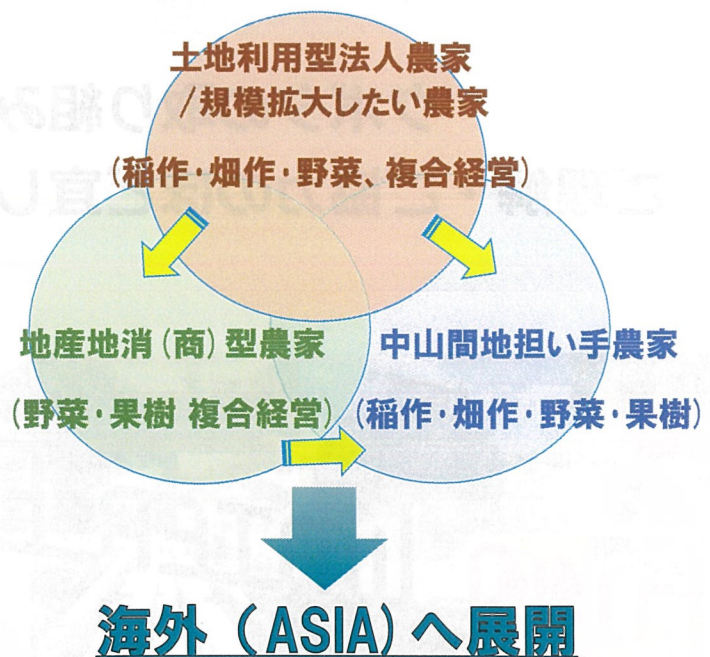 土地利用型法人農家
/規模拡大したい農家
(稲作・畑作・野菜、複合経営)
地産地消(商)型農家
(野菜・果樹 複合経営)
中山間地担い手農家
(稲作・畑作・野菜・果樹)
海外(ASIA)へ展開